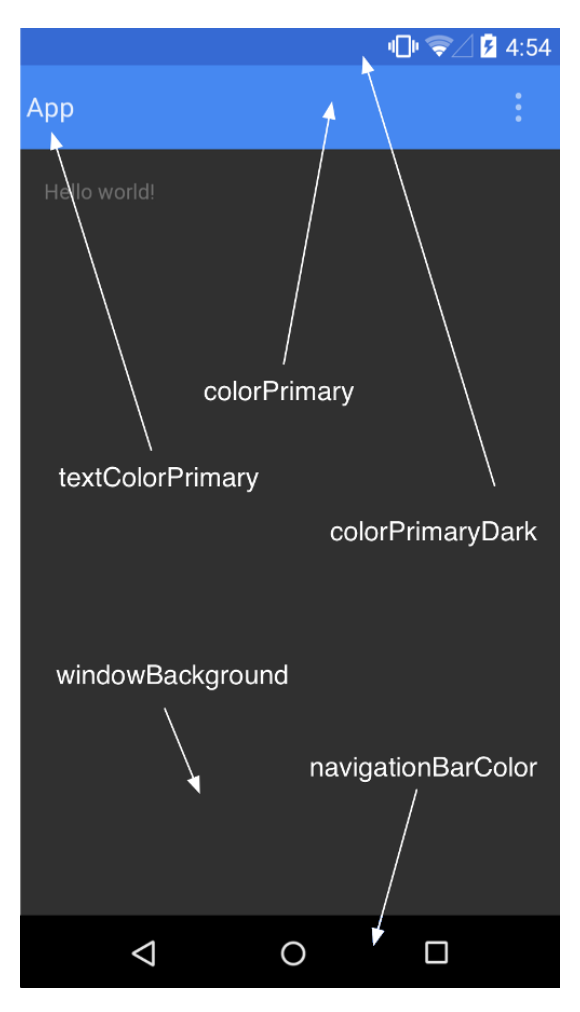 4:54
App
Hello world!
colorPrimary
textColorPrimary
colorPrimaryDark
windowBackground
navigationBarColor